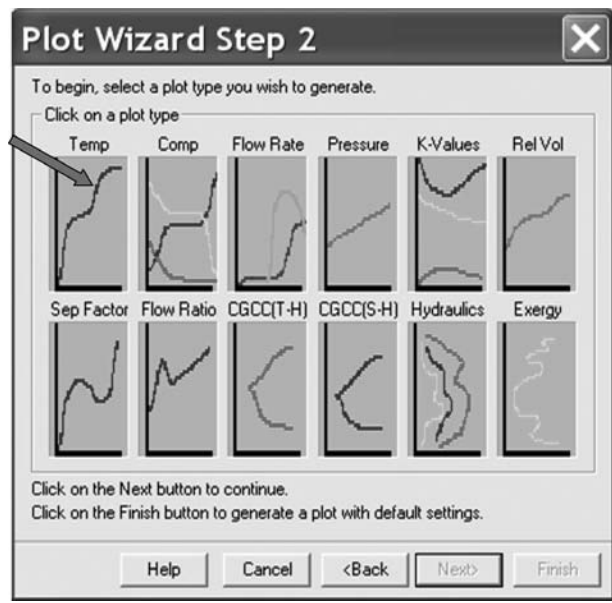 Plot Wizard Step 2
To begin, select a plot type you wish to generate.
Click on a plot type
Temp Comp Flow Rate Pressure K-Values Rel Vol
Sep Factor Flow Ratio CGCC(T-H) CGCC(S-H) Hydraulics Exergy
Click on the Next button to continue.
Click on the Finish button to generate a plot with default settings.
Help Cancel <Back Next> Finish